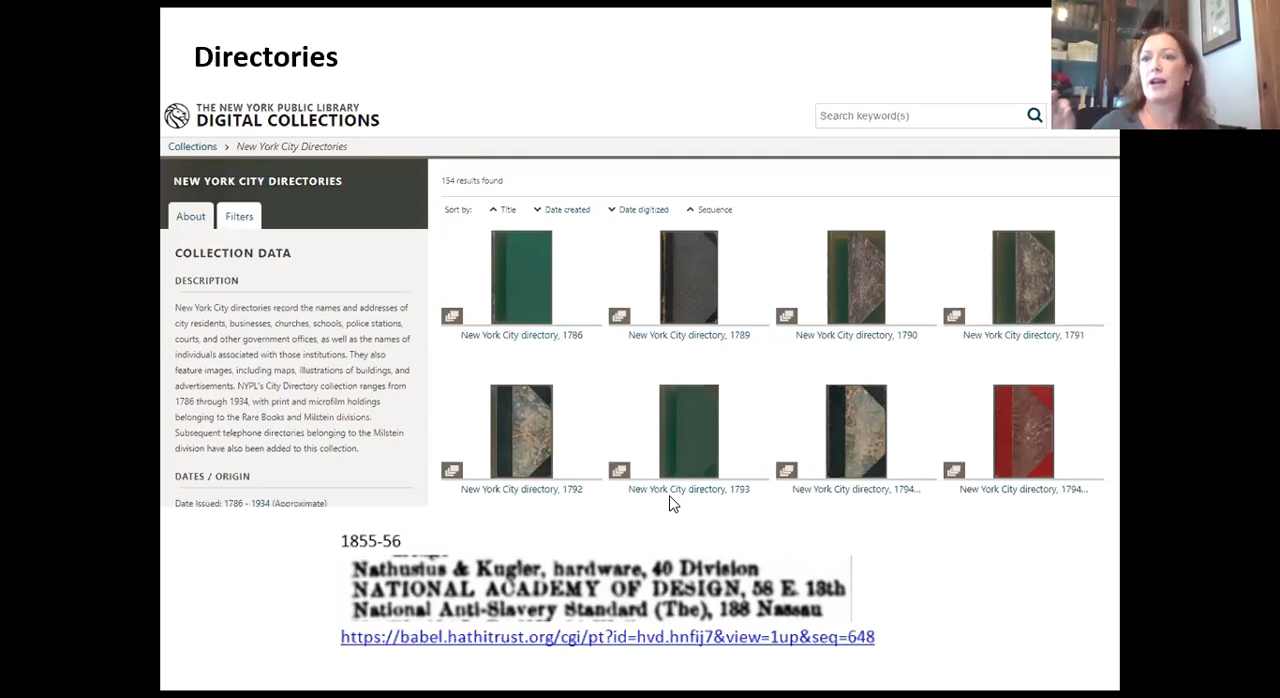 Directories
THE NEW YORK PUBLIC LIBRARY
DIGITAL COLLECTIONS
Search keyword(s)
Collections > New York City Directories
NEW YORK CITY DIRECTORIES
About
Filters
COLLECTION DATA
DESCRIPTION
New York City directories record the names and addresses of
city residents, businesses, churches, schools, police stations,
courts, and other government offices, as well as the names of
individuals associated with those institutions. They also
feature images, including maps, illustrations of buildings, and
advertisements. NYPL's City Directory collection ranges from
1786 through 1934, with print and microfilm holdings
belonging to the Rare Books and Milstein divisions.
Subsequent telephone directories belonging to the Milstein
division have also been added to this collection.
DATES / ORIGIN
Date Issued: 1786 - 1934 (Approximate)
154 results found
Sort by: Title Date created Date digitized Sequence
New York City directory, 1786
New York City directory, 1789
New York City directory, 1790
New York City directory, 1791
New York City directory, 1792
New York City directory, 1793
New York City directory, 1794...
New York City directory, 1794...
1855-56
Nathusius & Kugler, hardware, 40 Division
NATIONAL ACADEMY OF DESIGN, 58 E. 13th
National Anti-Slavery Standard (The), 138 Nassau
https://babel.hathitrust.org/cgi/pt?id=hvd.hnfij7&view=1up&seq=648